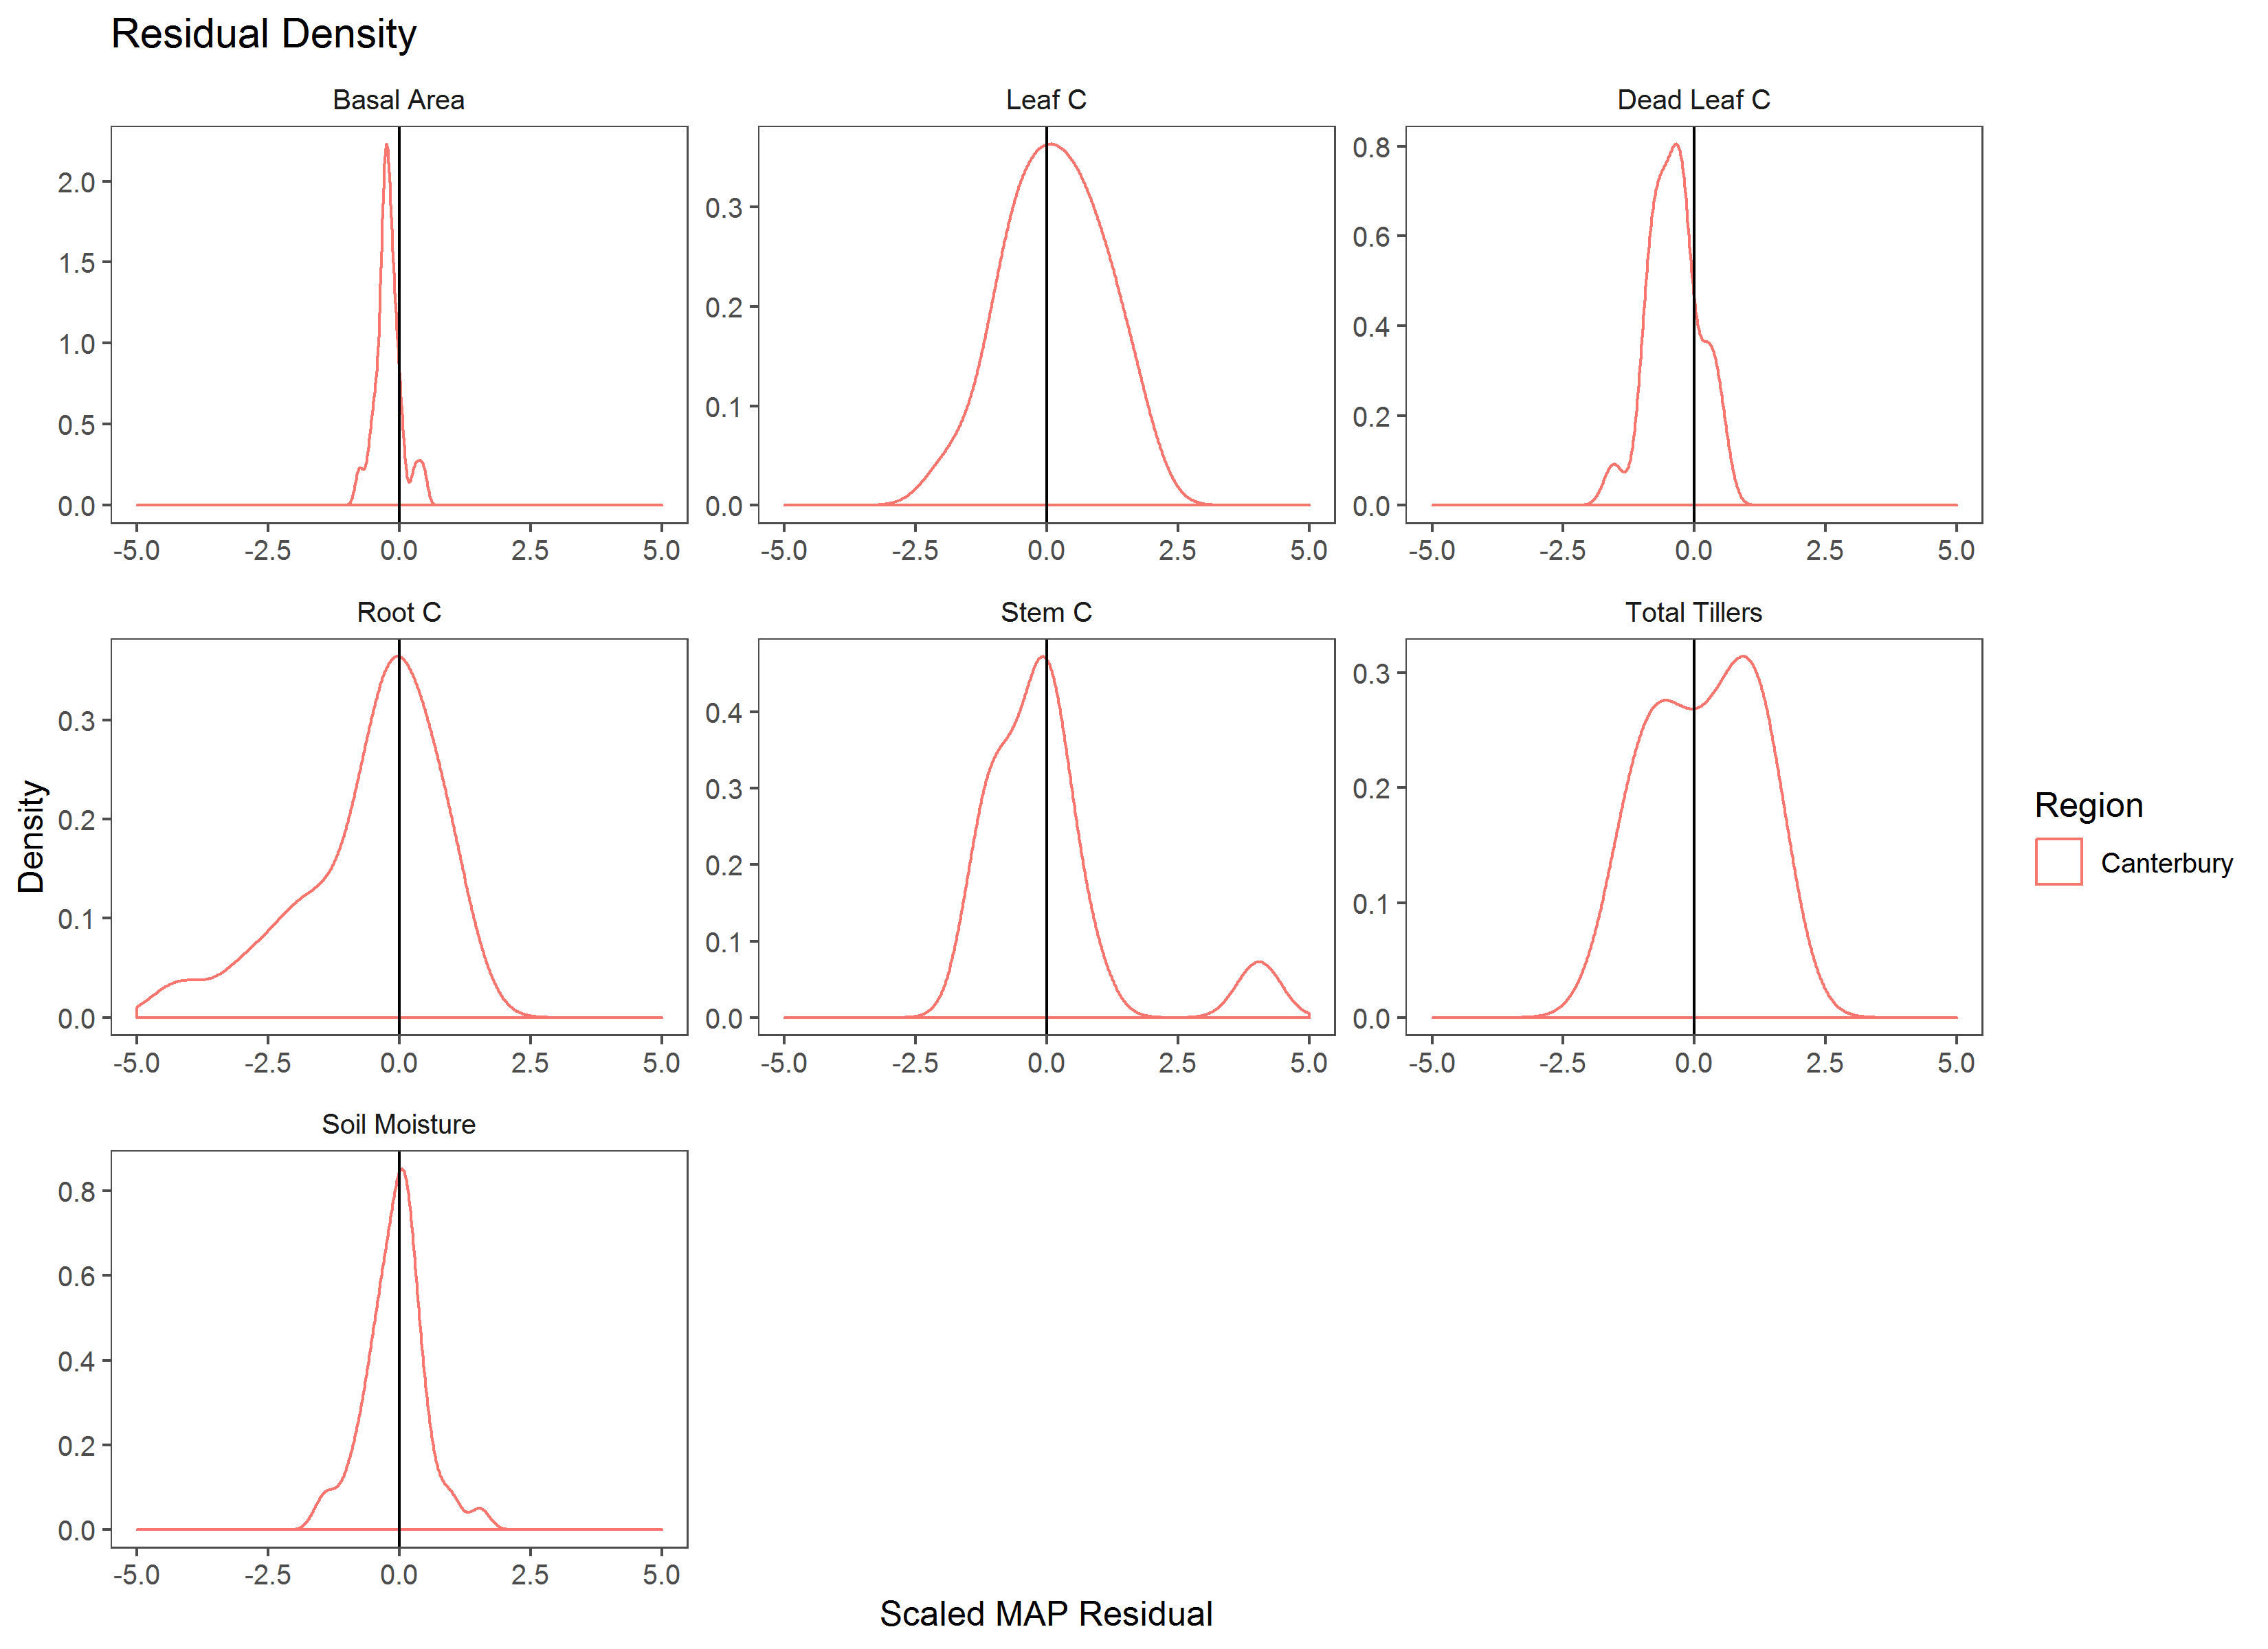 Residual Density
Basal Area
Leaf C
Dead Leaf C
2.0
1.5
1.0
0.5
0.0
0.3
0.2
0.1
0.0
0.8
0.6
0.4
0.2
0.0
-5.0 -2.5 0.0 2.5 5.0
-5.0 -2.5 0.0 2.5 5.0
-5.0 -2.5 0.0 2.5 5.0
Root C
Stem C
Total Tillers
0.3
0.2
0.1
0.0
0.4
0.3
0.2
0.1
0.0
0.3
0.2
0.1
0.0
-5.0 -2.5 0.0 2.5 5.0
-5.0 -2.5 0.0 2.5 5.0
-5.0 -2.5 0.0 2.5 5.0
Soil Moisture
0.8
0.6
0.4
0.2
0.0
-5.0 -2.5 0.0 2.5 5.0
Density
Scaled MAP Residual
Region
Canterbury